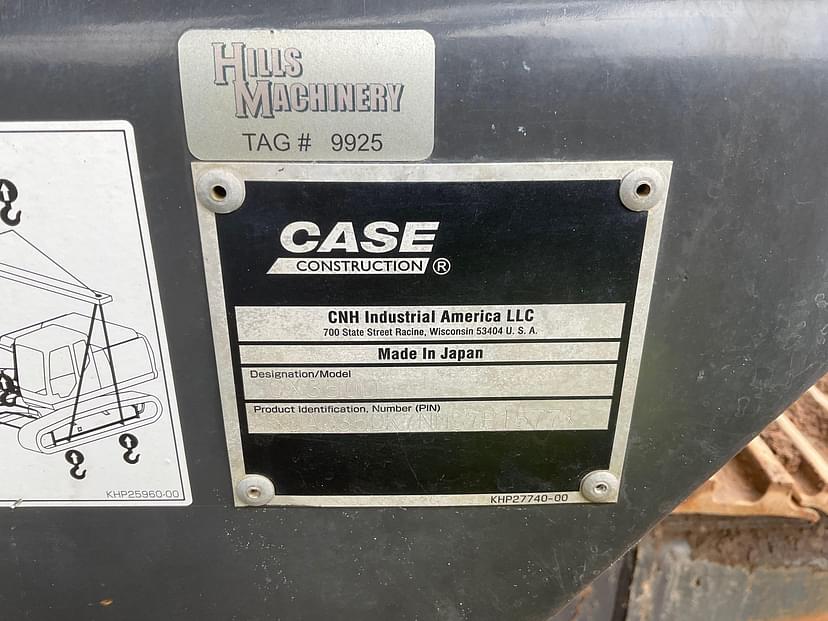 HILLS
MACHINERY
TAG # 9925
CASE
CONSTRUCTION ®
CNH Industrial America LLC
700 State Street Racine, Wisconsin 53404 U. S. A.
Made In Japan
Designation/Model
Product Identification, Number (PIN)
KHP25960-00
KHP27740-00